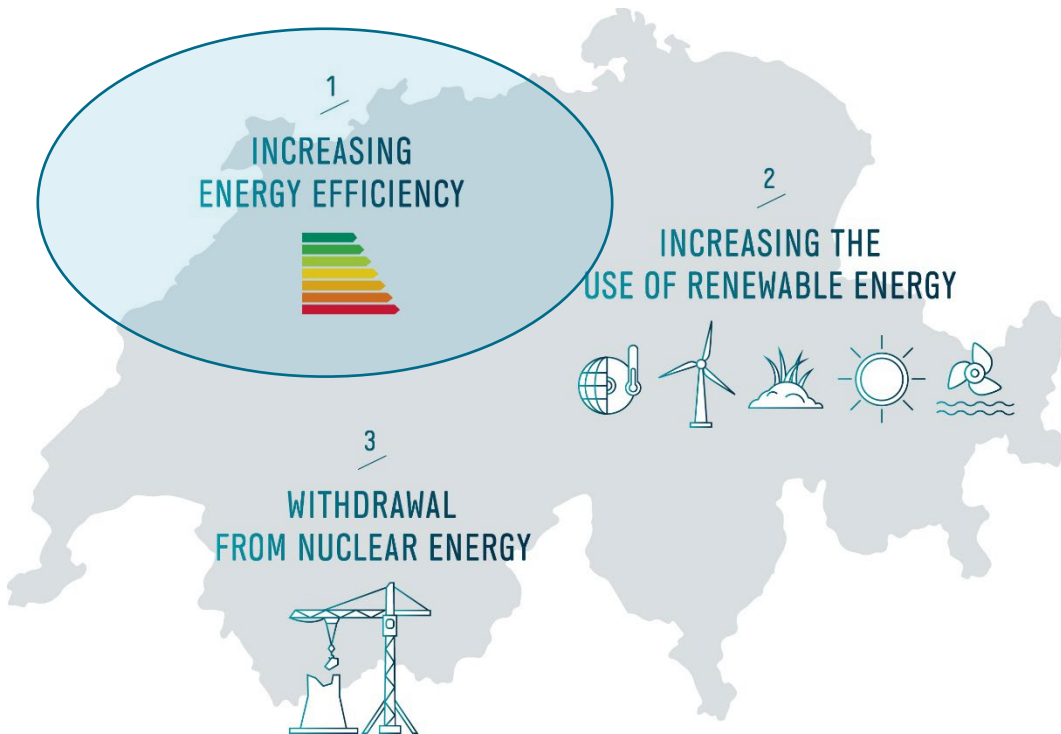 1
INCREASING
ENERGY EFFICIENCY
2
INCREASING THE
USE OF RENEWABLE ENERGY
3
WITHDRAWAL
FROM NUCLEAR ENERGY